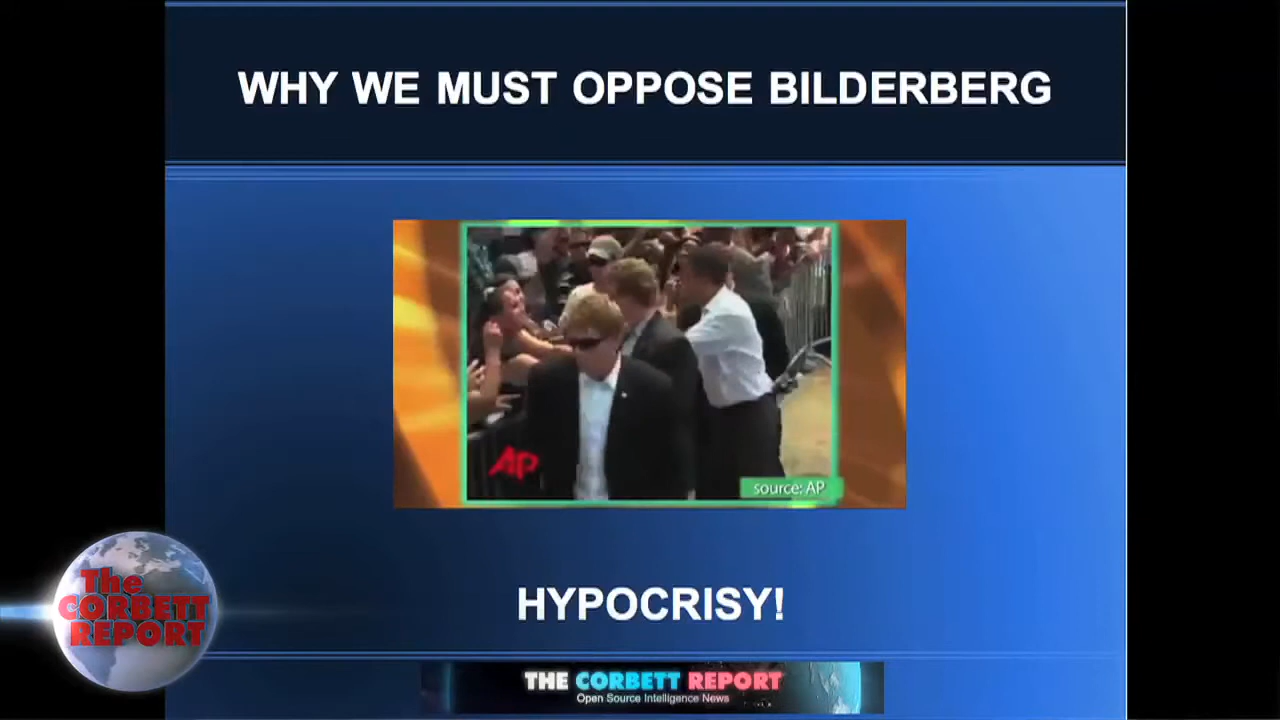 WHY WE MUST OPPOSE BILDERBERG
AP
source: AP
HYPOCRISY!
The
CORBETT
REPORT
THE CORBETT REPORT
Open Source Intelligence News